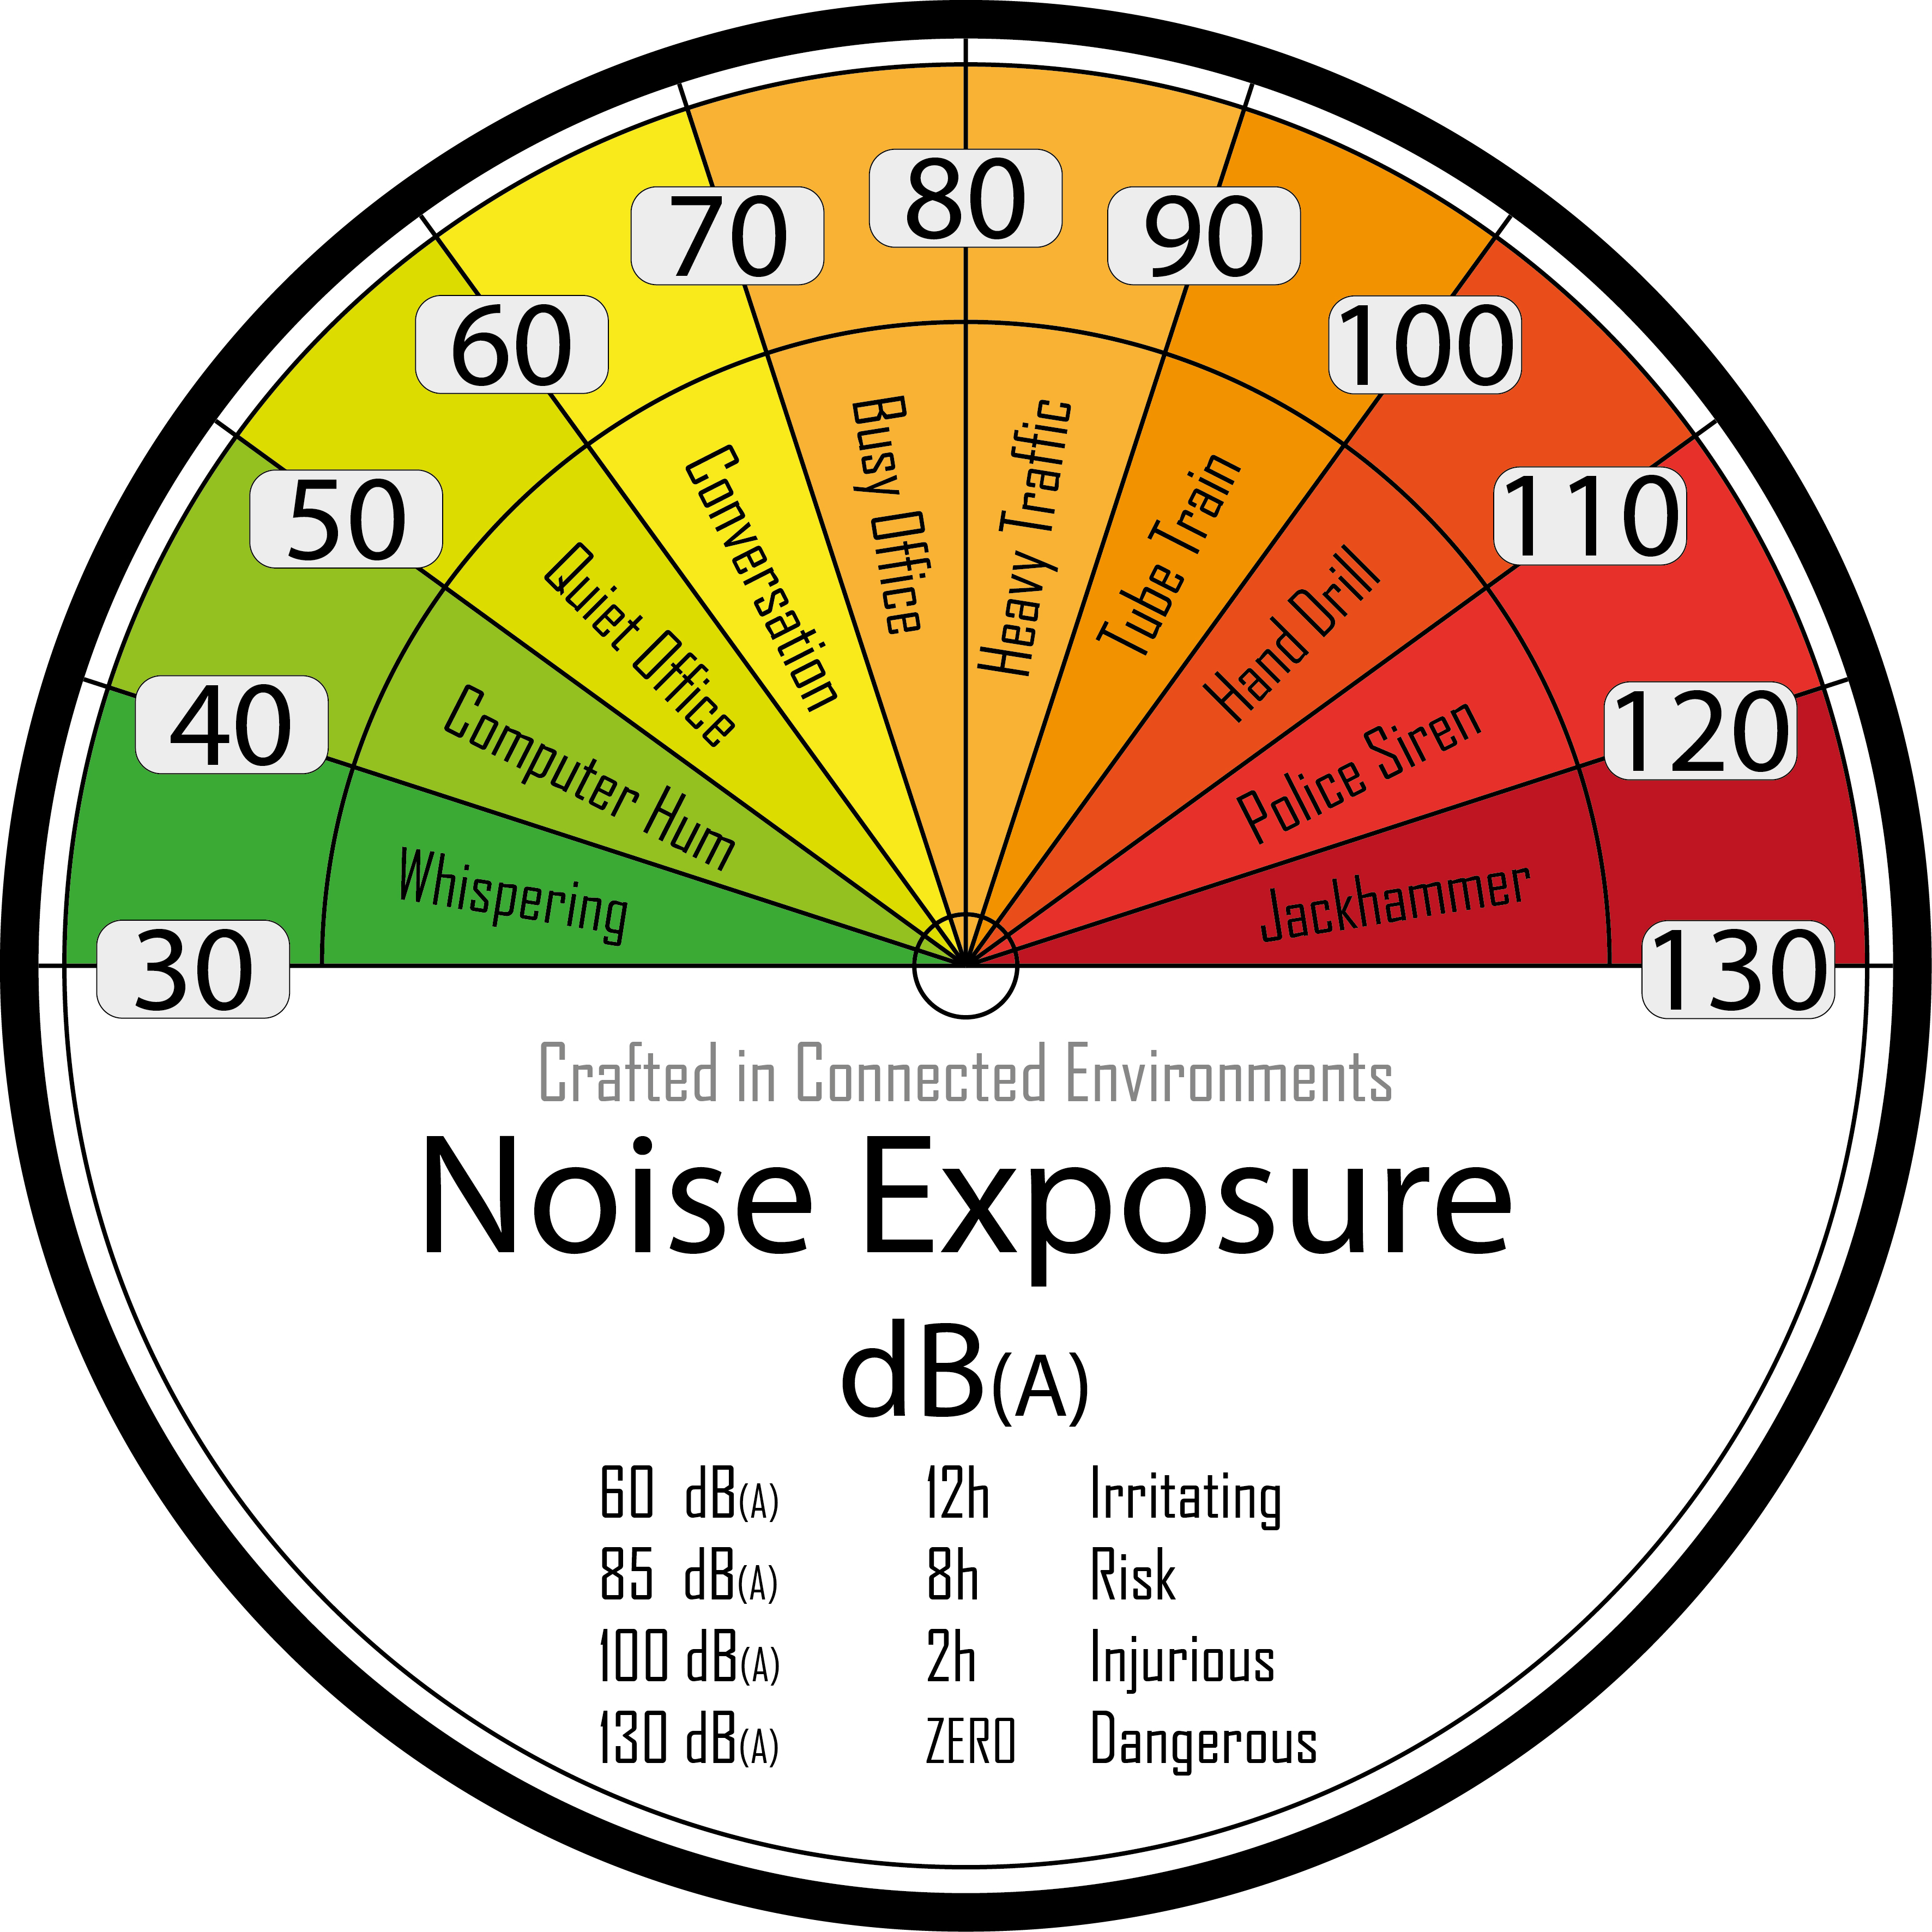 30
40
50
60
70
80
90
100
110
120
130
Whispering
Computer Hum
Quiet Office
Conversation
Busy Office
Heavy Traffic
Tube Train
Hand Drill
Police Siren
Jackhammer
Crafted in Connected Environments
Noise Exposure
dB(A)
60 dB(A) 12h Irritating
85 dB(A) 8h Risk
100 dB(A) 2h Injurious
130 dB(A) ZERO Dangerous